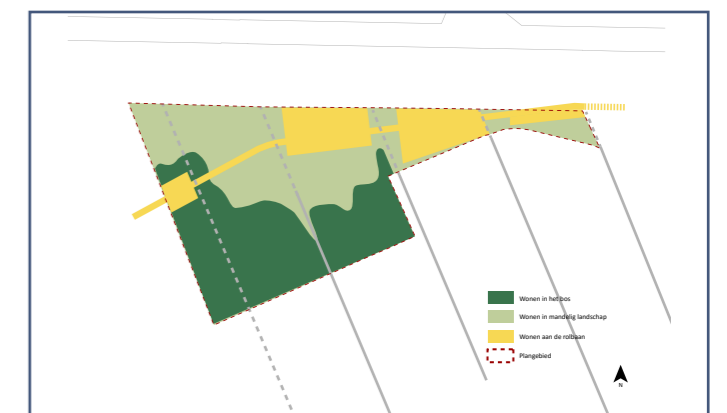 Wonen in het bos
Wonen in mandelig landschap
Wonen aan de rolbaan
Plangebied
N